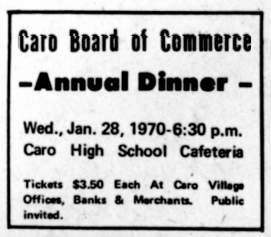 Caro Board of Commerce
-Annual Dinner -
Wed., Jan. 28, 1970-6:30 p.m.
Caro High School Cafeteria
Tickets $3.50 Each At Caro Village
Offices, Banks & Merchants. Public
invited.